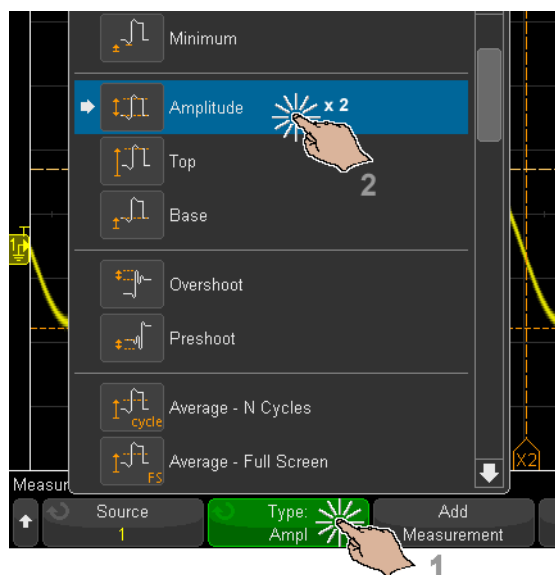 Minimum
Amplitude
x 2
2
Top
Base
1
Overshoot
Preshoot
cycle
Average - N Cycles
FS
Average - Full Screen
X2
Measur
Source
1
Type:
Ampl
Add
Measurement
1